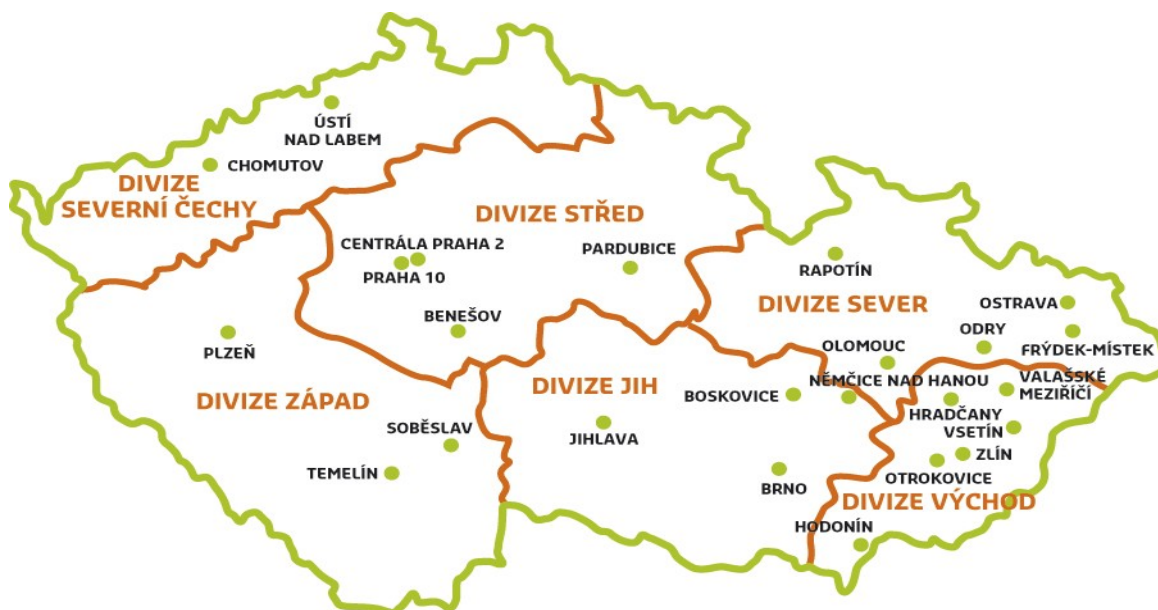 ÚSTÍ
NAD LABEM
CHOMUTOV
DIVIZE
SEVERNÍ ČECHY
DIVIZE STŘED
CENTRÁLA PRAHA 2
PRAHA 10
PARDUBICE
BENEŠOV
PLZEŇ
DIVIZE ZÁPAD
SOBĚSLAV
TEMELÍN
DIVIZE JIH
JIHLAVA
BOSKOVICE
BRNO
RAPOTÍN
DIVIZE SEVER
OSTRAVA
ODRY
FRÝDEK-MÍSTEK
OLOMOUC
NĚMČICE NAD HANOU
VALAŠSKÉ
MEZIŘÍČÍ
HRADČANY
VSETÍN
ZLÍN
OTROKOVICE
DIVIZE VÝCHOD
HODONÍN